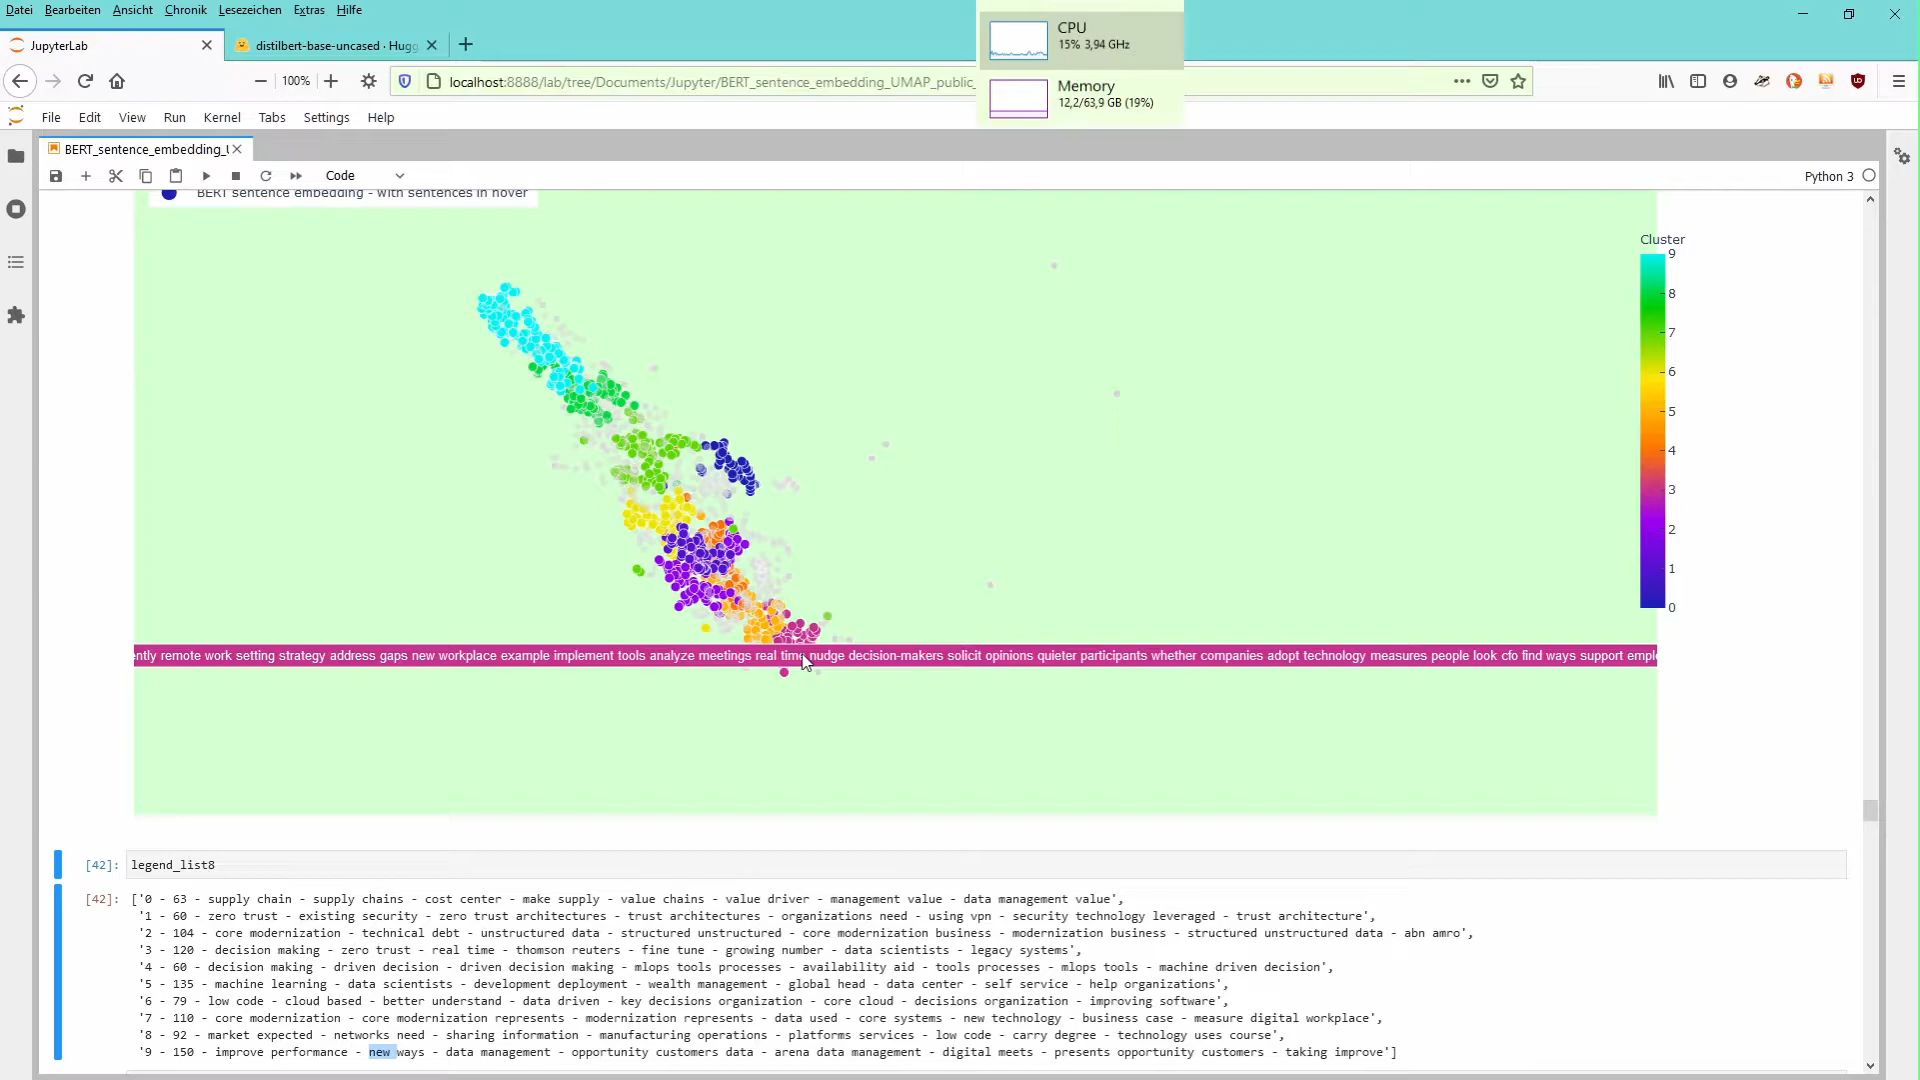 Datei Bearbeiten Ansicht Chronik Lesezeichen Extras Hilfe
CPU
15% 3,94 GHz
JupyterLab
distilbert-base-uncased · Hugg
100%
localhost:8888/lab/tree/Documents/Jupyter/BERT_sentence_embedding_UMAP_public_
Memory
12,2/63,9 GB (19%)
File Edit View Run Kernel Tabs Settings Help
BERT_sentence_embedding_U
Code
Python 3
BERT sentence embedding - with sentences in hover
Cluster
9
8
7
6
5
4
3
2
1
0
ently remote work setting strategy address gaps new workplace example implement tools analyze meetings real time nudge decision-makers solicit opinions quieter participants whether companies adopt technology measures people look cfo find ways support emplo
[42]: legend_list8
[42]: ['0 - 63 - supply chain - supply chains - cost center - make supply - value chains - value driver - management value - data management value',
'1 - 60 - zero trust - existing security - zero trust architectures - trust architectures - organizations need - using vpn - security technology leveraged - trust architecture',
'2 - 104 - core modernization - technical debt - unstructured data - structured unstructured - core modernization business - modernization business - structured unstructured data - abn amro',
'3 - 120 - decision making - zero trust - real time - thomson reuters - fine tune - growing number - data scientists - legacy systems',
'4 - 60 - decision making - driven decision - driven decision making - mlops tools processes - availability aid - tools processes - mlops tools - machine driven decision',
'5 - 135 - machine learning - data scientists - development deployment - wealth management - global head - data center - self service - help organizations',
'6 - 79 - low code - cloud based - better understand - data driven - key decisions organization - core cloud - decisions organization - improving software',
'7 - 110 - core modernization - core modernization represents - modernization represents - data used - core systems - new technology - business case - measure digital workplace',
'8 - 92 - market expected - networks need - sharing information - manufacturing operations - platforms services - low code - carry degree - technology uses course',
'9 - 150 - improve performance - new ways - data management - opportunity customers data - arena data management - digital meets - presents opportunity customers - taking improve']